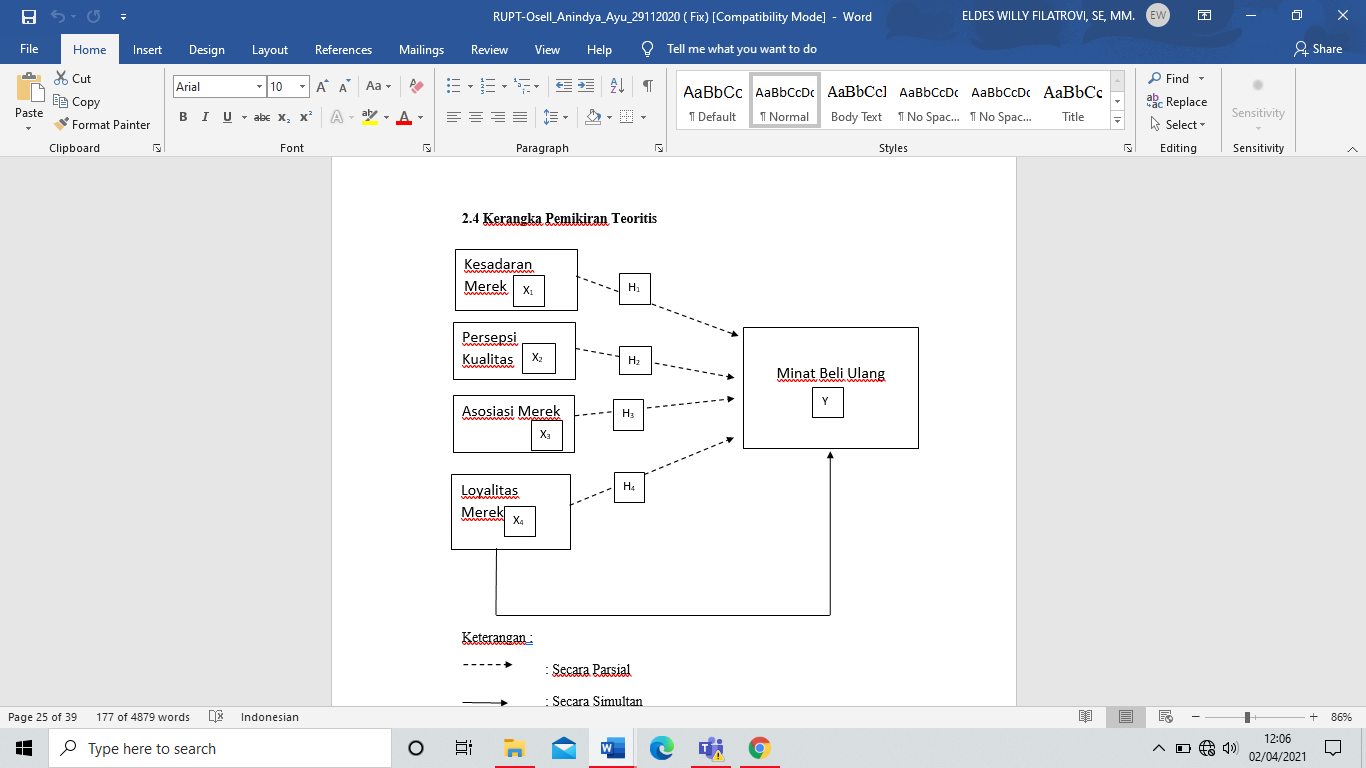 RUPT-Osell_Anindya_Ayu_29112020 ( Fix) [Compatibility Mode] - Word
ELDES WILLY FILATROVI, SE, MM.
EW
File Home Insert Design Layout References Mailings Review View Help Tell me what you want to do
Share
Paste
Cut
Copy
Format Painter
Clipboard
Arial 10
Font
Paragraph
AaBbCc AaBbCcDc AaBbCcI AaBbCcDc AaBbCcDc AaBbCc
¶ Default ¶ Normal Body Text ¶ No Spac... ¶ No Spac... Title
Styles
Find
Replace
Select
Editing
Sensitivity
Sensitivity
2.4 Kerangka Pemikiran Teoritis
Kesadaran
Merek X1
H1
Persepsi
Kualitas X2
H2
Asosiasi Merek
X3
H3
Loyalitas
Merek X4
H4
Minat Beli Ulang
Y
Keterangan :
: Secara Parsial
: Secara Simultan
Page 25 of 39 177 of 4879 words Indonesian
86%
Type here to search
12:06
02/04/2021